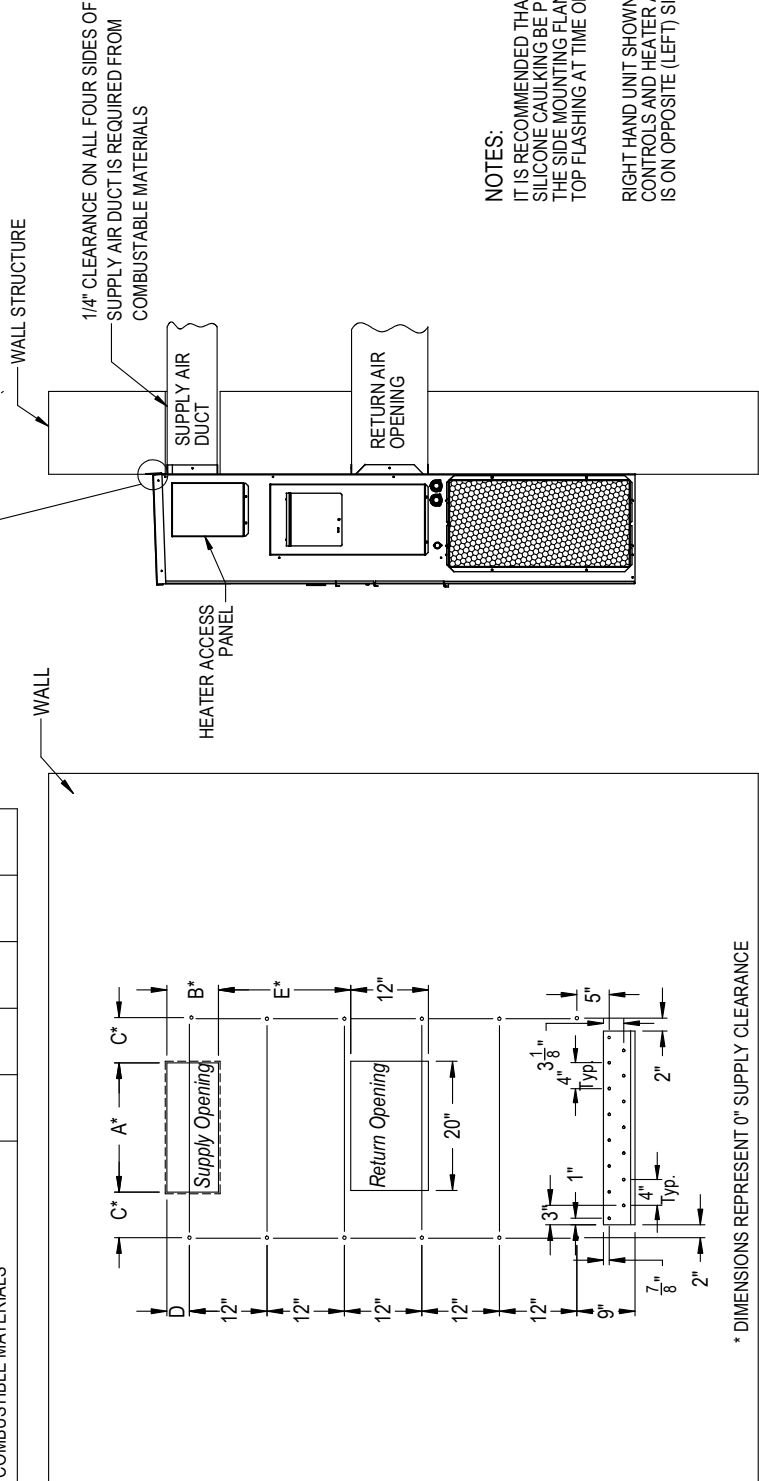 COMBUSTIBLE MATERIALS
WALL
WALL STRUCTURE
1/4" CLEARANCE ON ALL FOUR SIDES OF
SUPPLY AIR DUCT IS REQUIRED FROM
COMBUSTABLE MATERIALS
HEATER ACCESS
PANEL
SUPPLY AIR
DUCT
RETURN AIR
OPENING
C*
A*
C*
B*
E*
12"
Supply Opening
Return Opening
20"
D
12"
12"
12"
12"
12"
9"
5"
3 1/8"
4"
Typ.
2"
1"
3"
4"
Typ.
7/8"
2"
* DIMENSIONS REPRESENT 0" SUPPLY CLEARANCE
NOTES:
IT IS RECOMMENDED THA
SILICONE CAULKING BE P
THE SIDE MOUNTING FLAN
TOP FLASHING AT TIME O
RIGHT HAND UNIT SHOWN
CONTROLS AND HEATER A
IS ON OPPOSITE (LEFT) SI